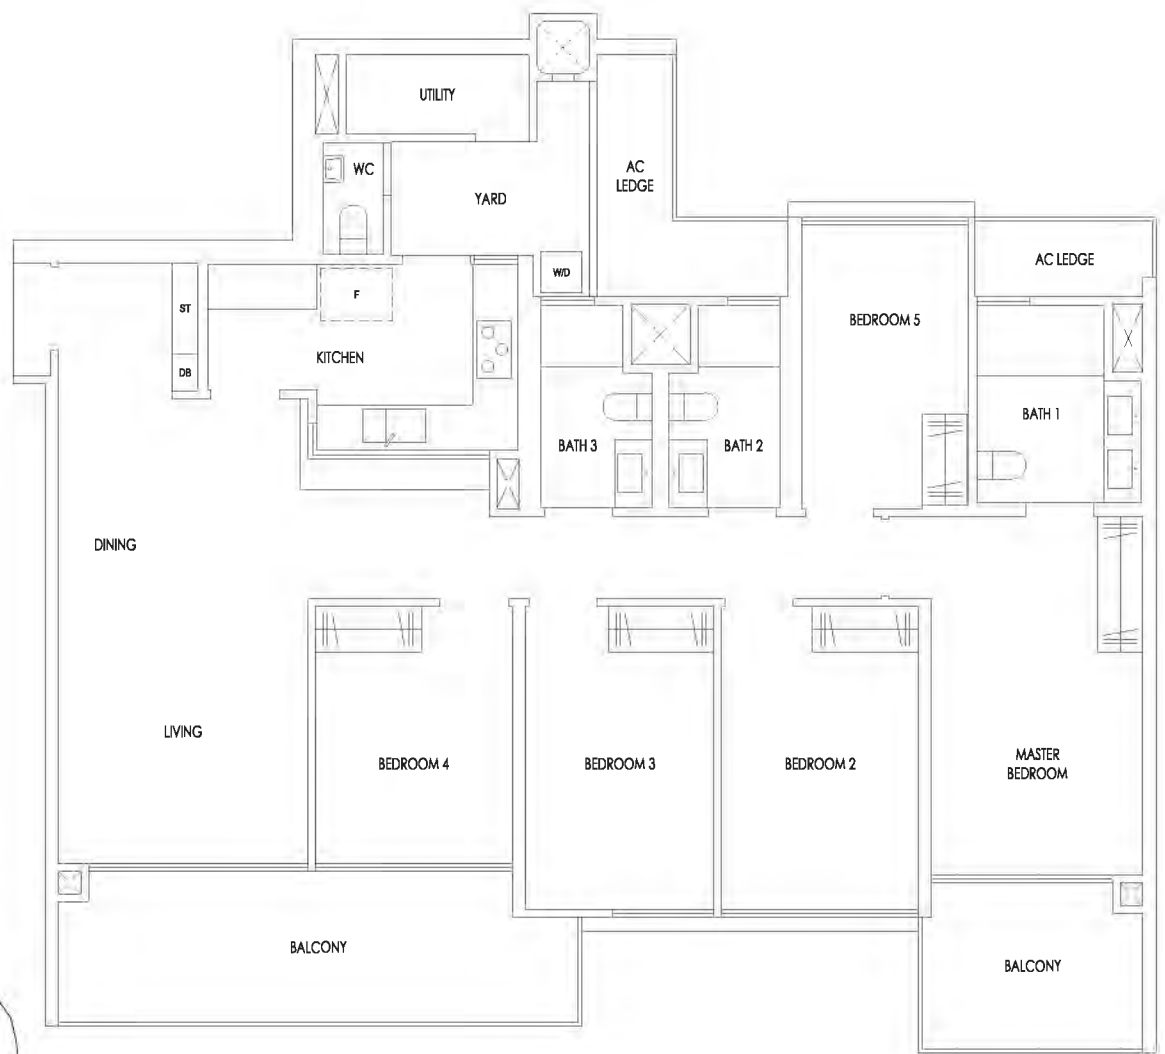 UTILITY
WC
AC
LEDGE
YARD
AC LEDGE
W/D
F
ST
BEDROOM 5
KITCHEN
DB
BATH 1
BATH 3
BATH 2
DINING
LIVING
BEDROOM 4
BEDROOM 3
BEDROOM 2
MASTER
BEDROOM
BALCONY
BALCONY